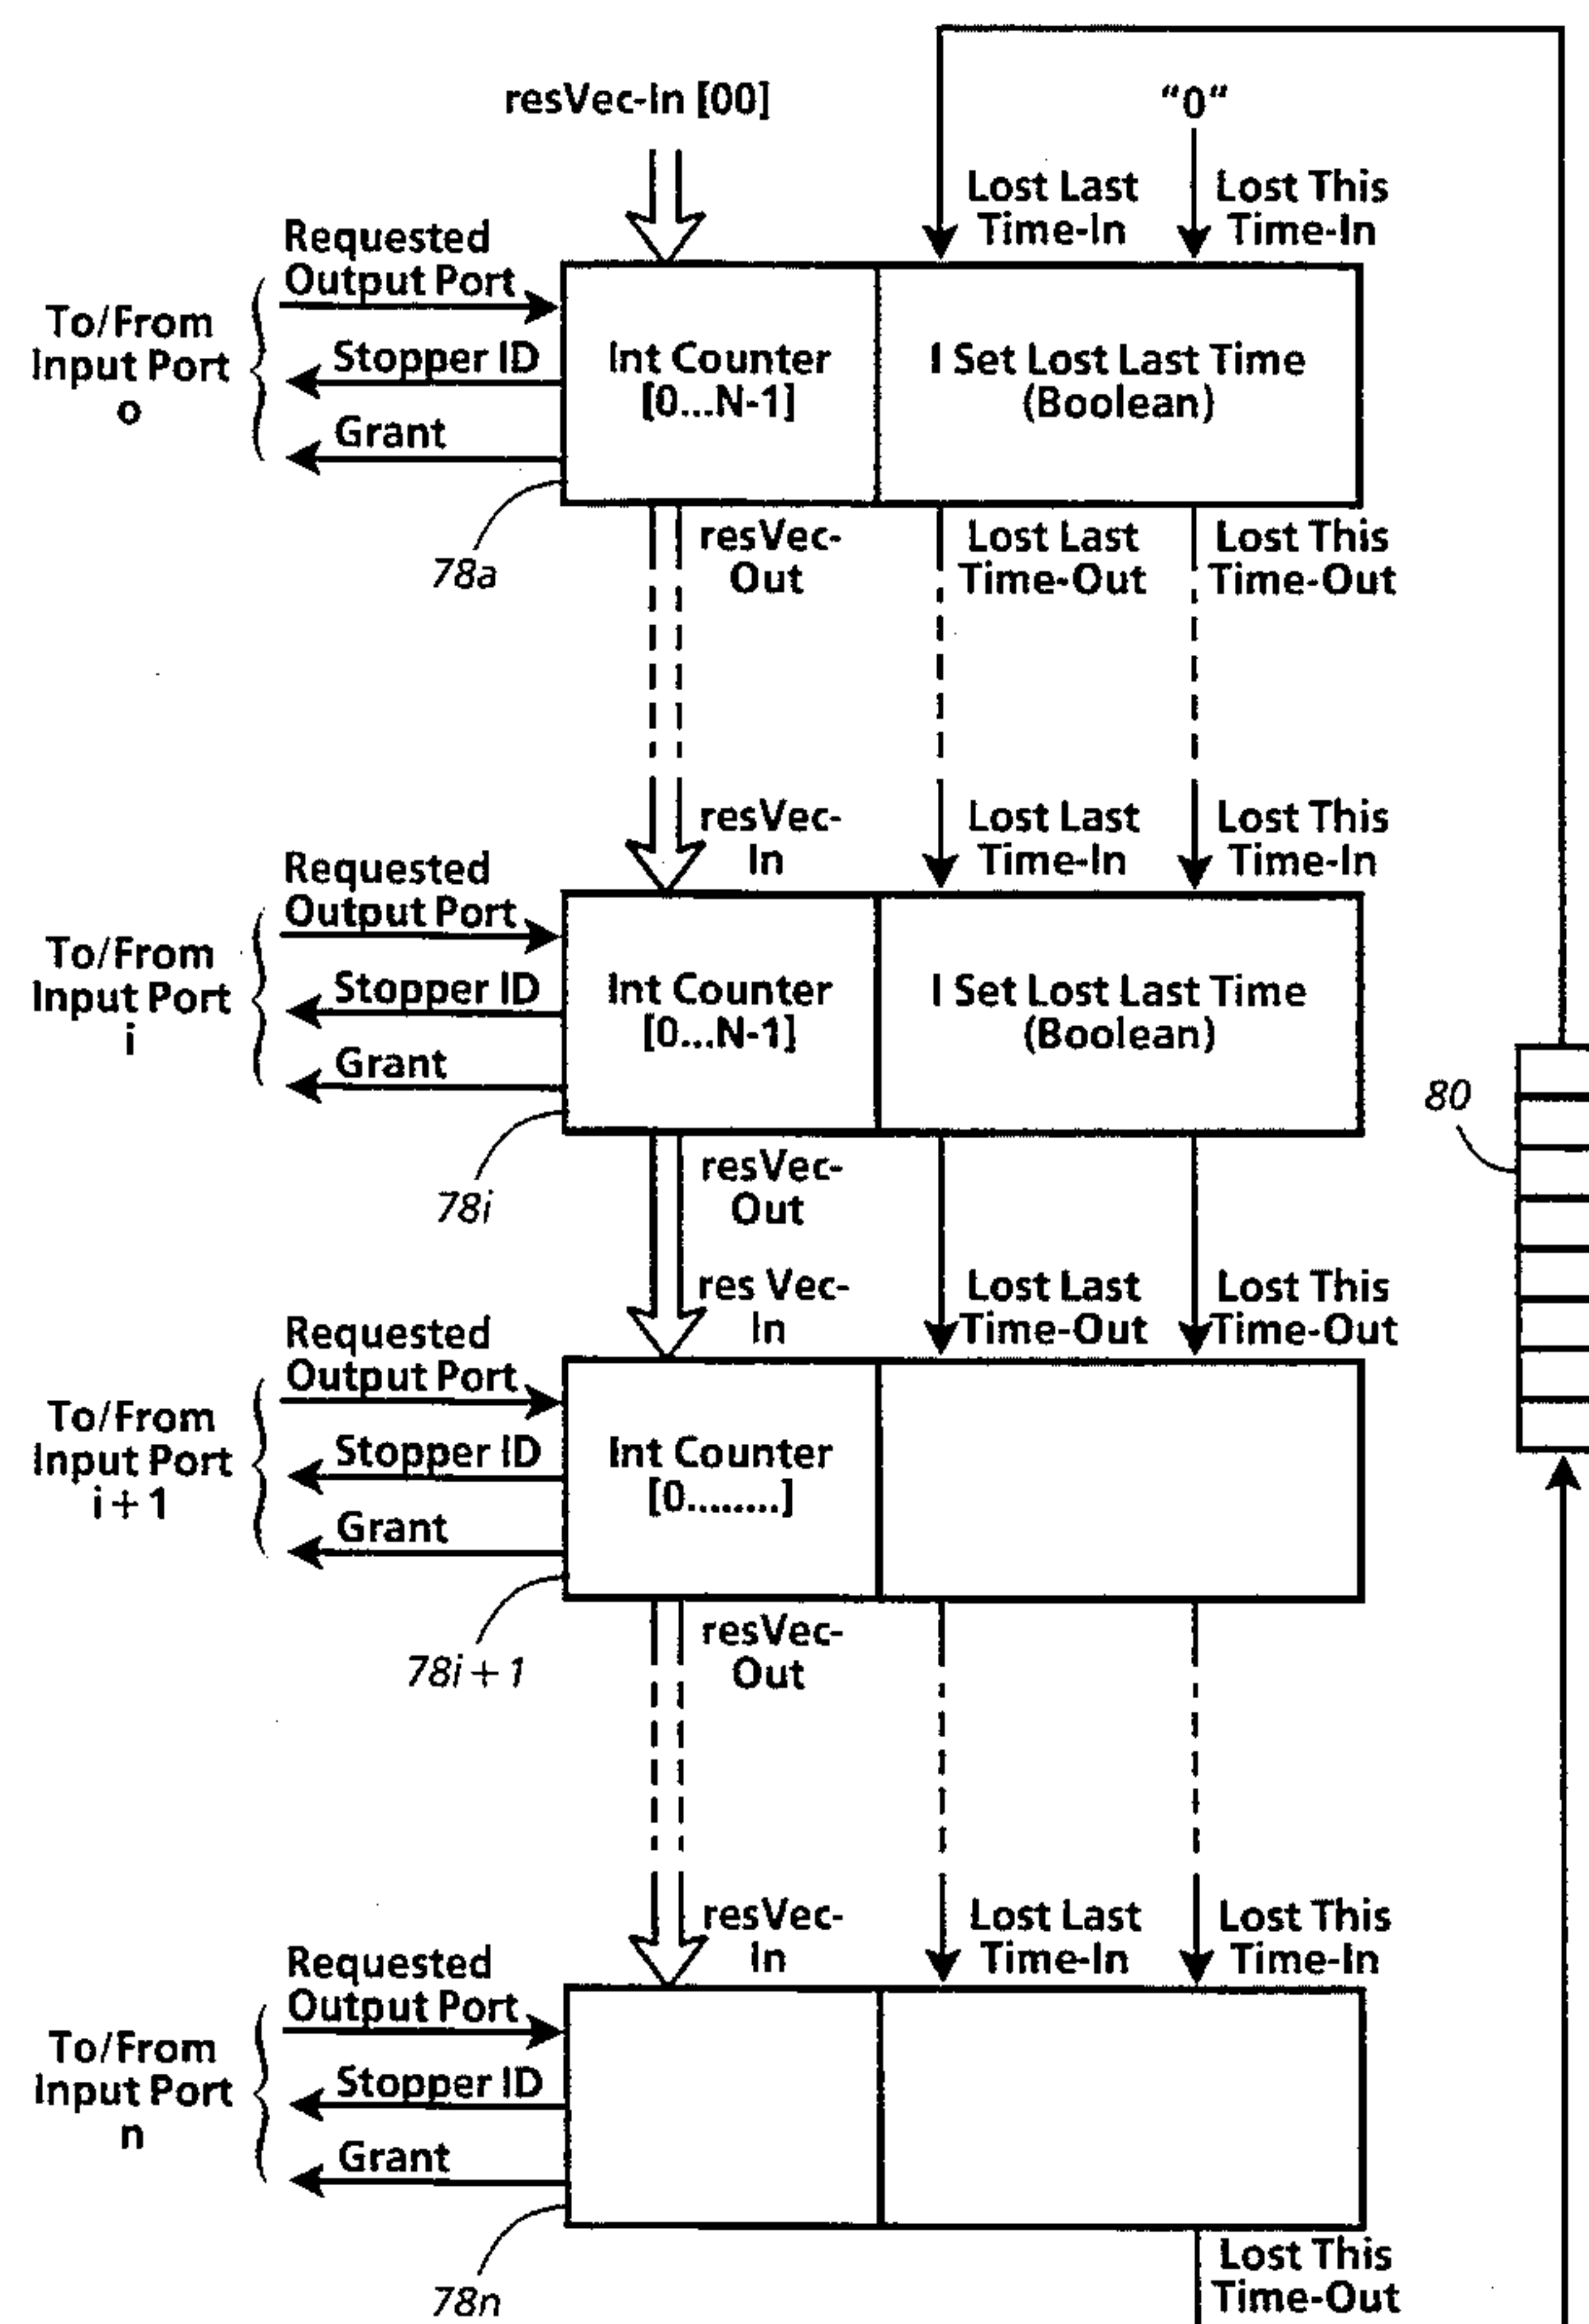 resVec-In [00]
"0"
Lost Last
Time-In
Lost This
Time-In
Requested
Output Port
To/From
Input Port
o
Stopper ID
Grant
Int Counter
[0...N-1]
I Set Lost Last Time
(Boolean)
78a
resVec-
Out
Lost Last
Time-Out
Lost This
Time-Out
resVec-
In
Lost Last
Time-In
Lost This
Time-In
Requested
Output Port
To/From
Input Port
i
Stopper ID
Grant
Int Counter
[0...N-1]
I Set Lost Last Time
(Boolean)
80
78i
resVec-
Out
res Vec-
In
Lost Last
Time-Out
Lost This
Time-Out
Requested
Output Port
To/From
Input Port
i+1
Stopper ID
Grant
Int Counter
[0........]
78i+1
resVec-
Out
resVec-
In
Lost Last
Time-In
Lost This
Time-In
Requested
Output Port
To/From
Input Port
n
Stopper ID
Grant
78n
Lost This
Time-Out